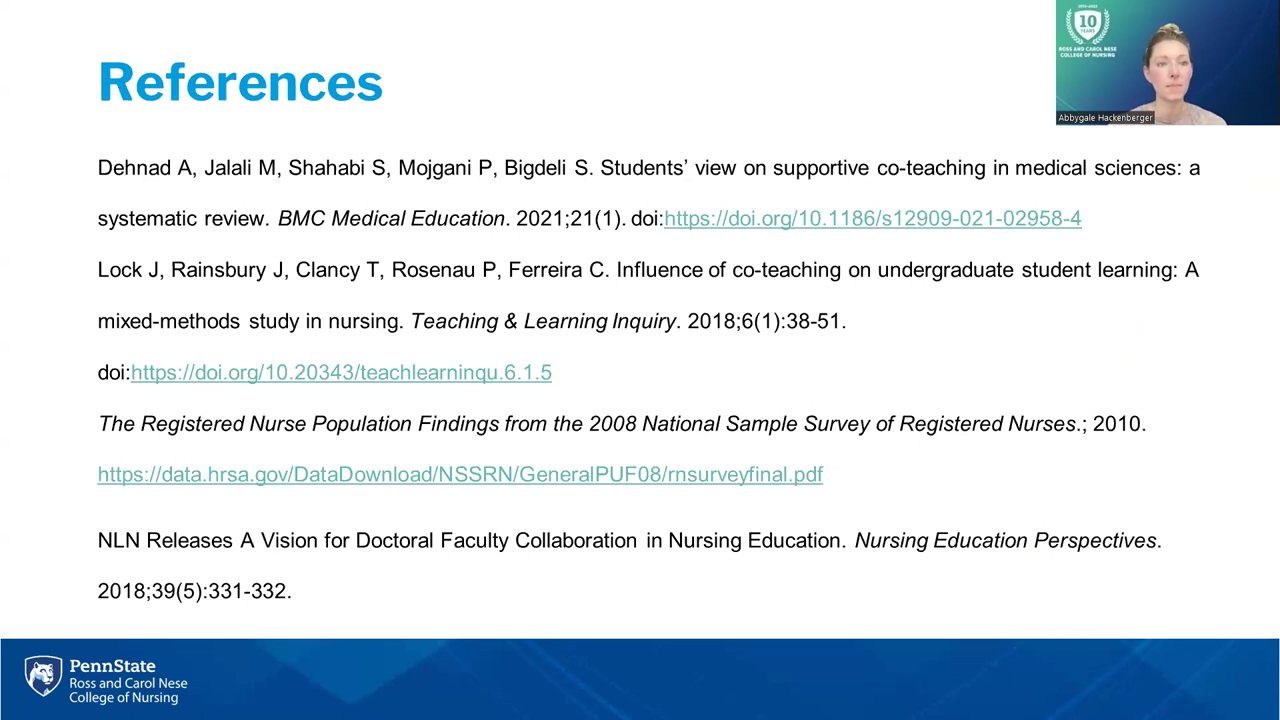 References
2013-2023
10
YEARS
ROSS AND CAROL NESE
COLLEGE OF NURSING
Abbygale Hackenberger
Dehnad A, Jalali M, Shahabi S, Mojgani P, Bigdeli S. Students’ view on supportive co-teaching in medical sciences: a
systematic review. BMC Medical Education. 2021;21(1). doi:https://doi.org/10.1186/s12909-021-02958-4
Lock J, Rainsbury J, Clancy T, Rosenau P, Ferreira C. Influence of co-teaching on undergraduate student learning: A
mixed-methods study in nursing. Teaching & Learning Inquiry. 2018;6(1):38-51.
doi:https://doi.org/10.20343/teachlearninqu.6.1.5
The Registered Nurse Population Findings from the 2008 National Sample Survey of Registered Nurses.; 2010.
https://data.hrsa.gov/DataDownload/NSSRN/GeneralPUF08/rnsurveyfinal.pdf
NLN Releases A Vision for Doctoral Faculty Collaboration in Nursing Education. Nursing Education Perspectives.
2018;39(5):331-332.
PennState
Ross and Carol Nese
College of Nursing